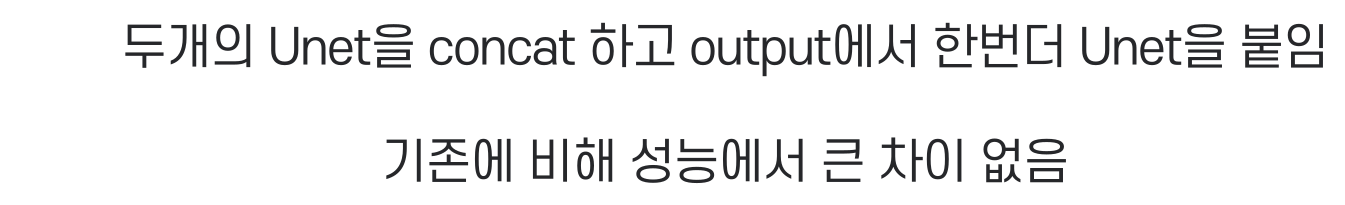 두개의 Unet을 concat 하고 output에서 한번더 Unet을 붙임
기존에 비해 성능에서 큰 차이 없음